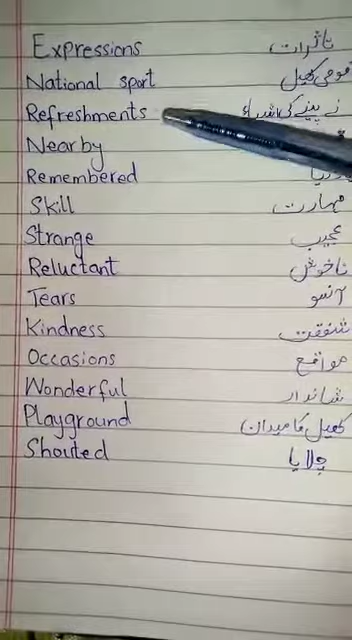 Expressions تاثرات
National sport قومی کھیل
Refreshments
Nearby
Remembered
Skill مہارت
Strange عجیب
Reluctant ناخوش
Tears آنسو
Kindness شفقت
Occasions مواقع
Wonderful شاندار
Playground کھیل کا میدان
Shouted چلایا